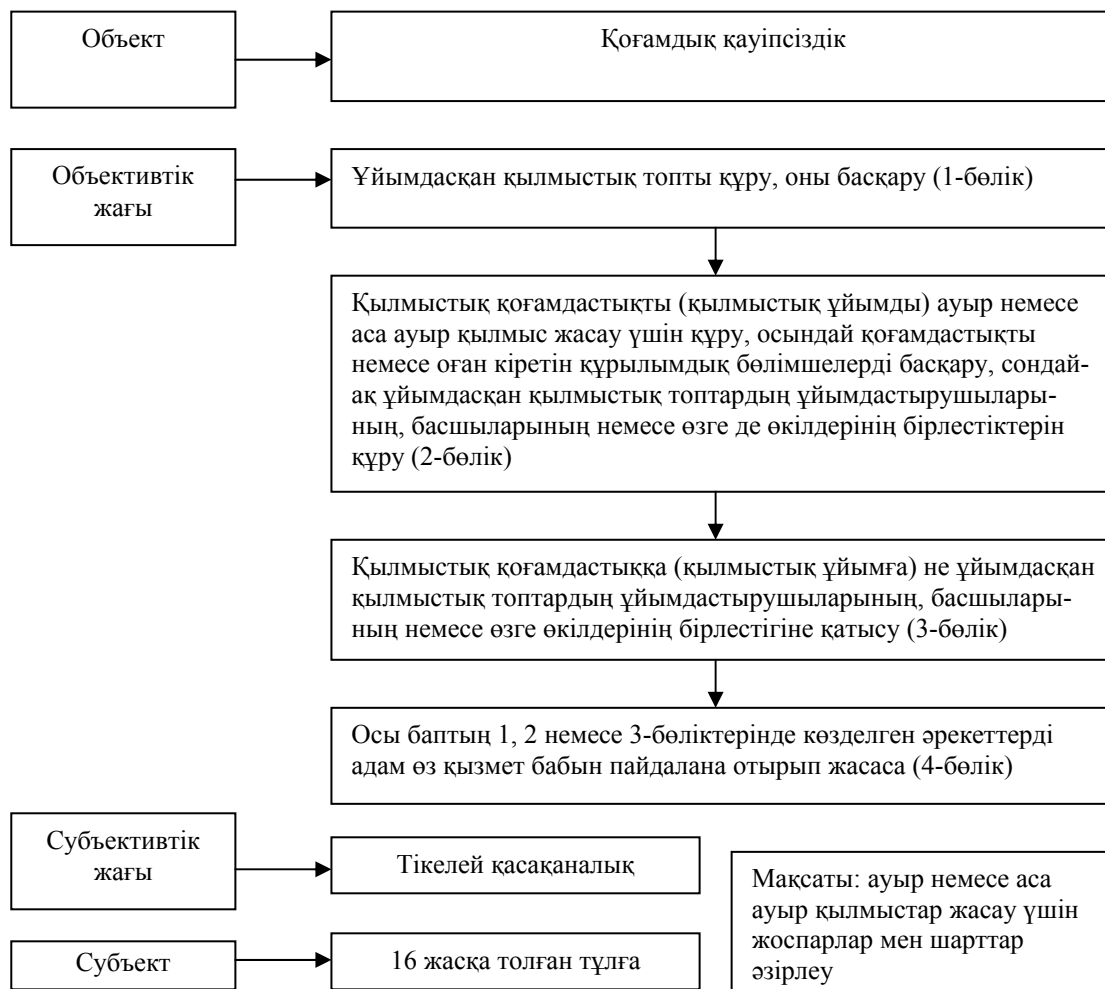 Объект
Қоғамдық қауіпсіздік
Объективтік
жағы
Ұйымдасқан қылмыстық топты құру, оны басқару (1-бөлік)
Қылмыстық қоғамдастықты (қылмыстық ұйымды) ауыр немесе
аса ауыр қылмыс жасау үшін құру, осындай қоғамдастықты
немесе оған кіретін құрылымдық бөлімшелерді басқару, сондай-
ақ ұйымдасқан қылмыстық топтардың ұйымдастырушылары-
ның, басшыларының немесе өзге де өкілдерінің бірлестіктерін
құру (2-бөлік)
Қылмыстық қоғамдастыққа (қылмыстық ұйымға) не ұйымдасқан
қылмыстық топтардың ұйымдастырушыларының, басшылары-
ның немесе өзге өкілдерінің бірлестігіне қатысу (3-бөлік)
Осы баптың 1, 2 немесе 3-бөліктерінде көзделген әрекеттерді
адам өз қызмет бабын пайдалана отырып жасаса (4-бөлік)
Субъективтік
жағы
Тікелей қасақаналық
Мақсаты: ауыр немесе аса
ауыр қылмыстар жасау үшін
жоспарлар мен шарттар
әзірлеу
Субъект
16 жасқа толған тұлға